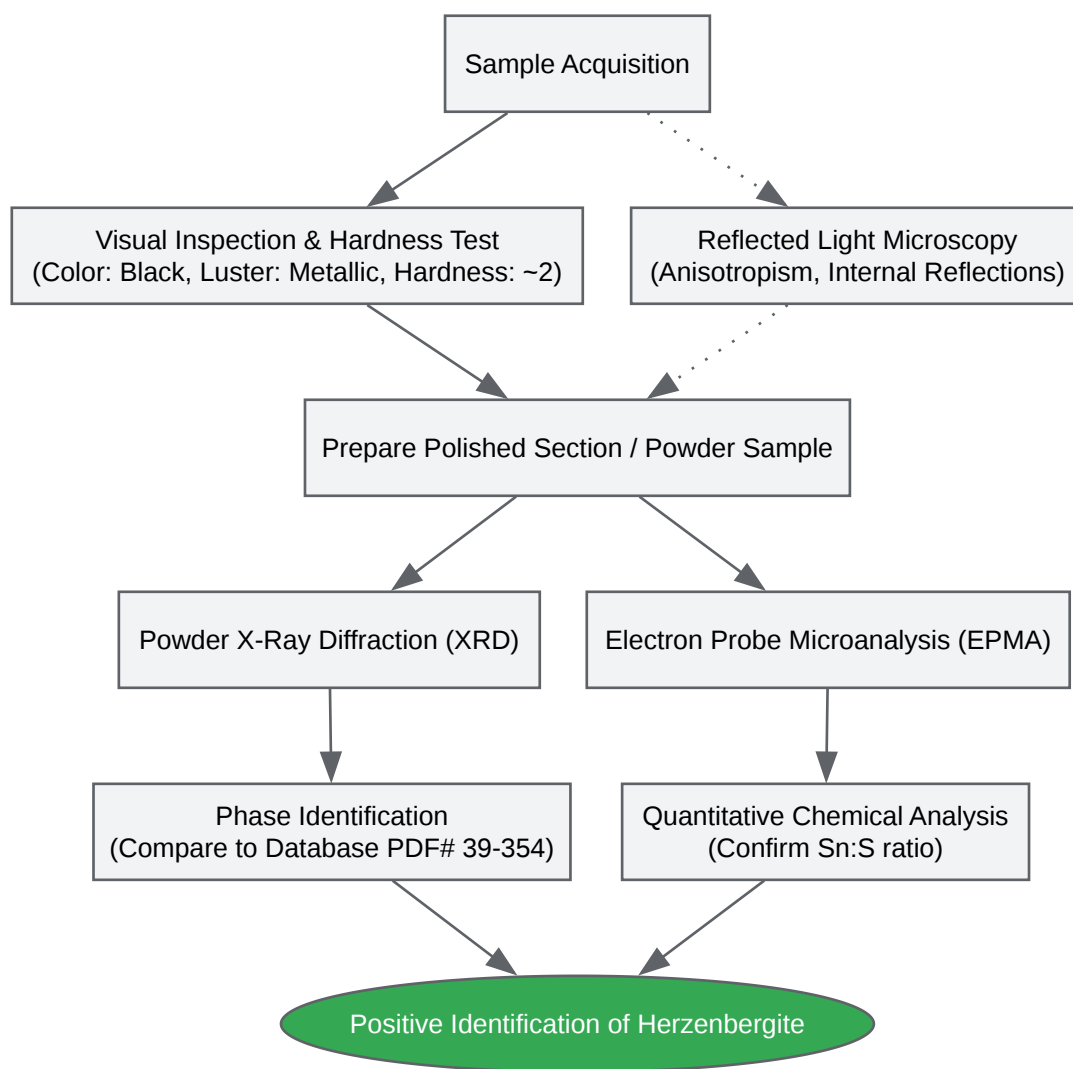 Sample Acquisition
Visual Inspection & Hardness Test
(Color: Black, Luster: Metallic, Hardness: ~2)
Reflected Light Microscopy
(Anisotropism, Internal Reflections)
Prepare Polished Section / Powder Sample
Powder X-Ray Diffraction (XRD)
Electron Probe Microanalysis (EPMA)
Phase Identification
(Compare to Database PDF# 39-354)
Quantitative Chemical Analysis
(Confirm Sn:S ratio)
Positive Identification of Herzenbergite